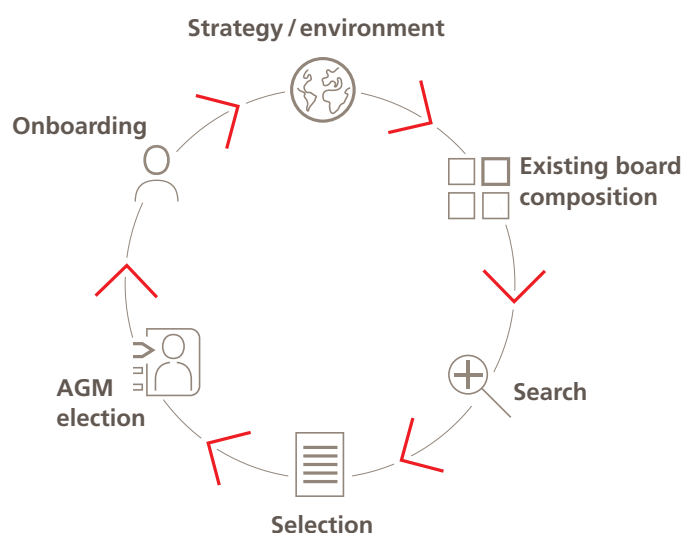 Strategy / environment
Onboarding
Existing board
composition
Search
AGM
election
Selection